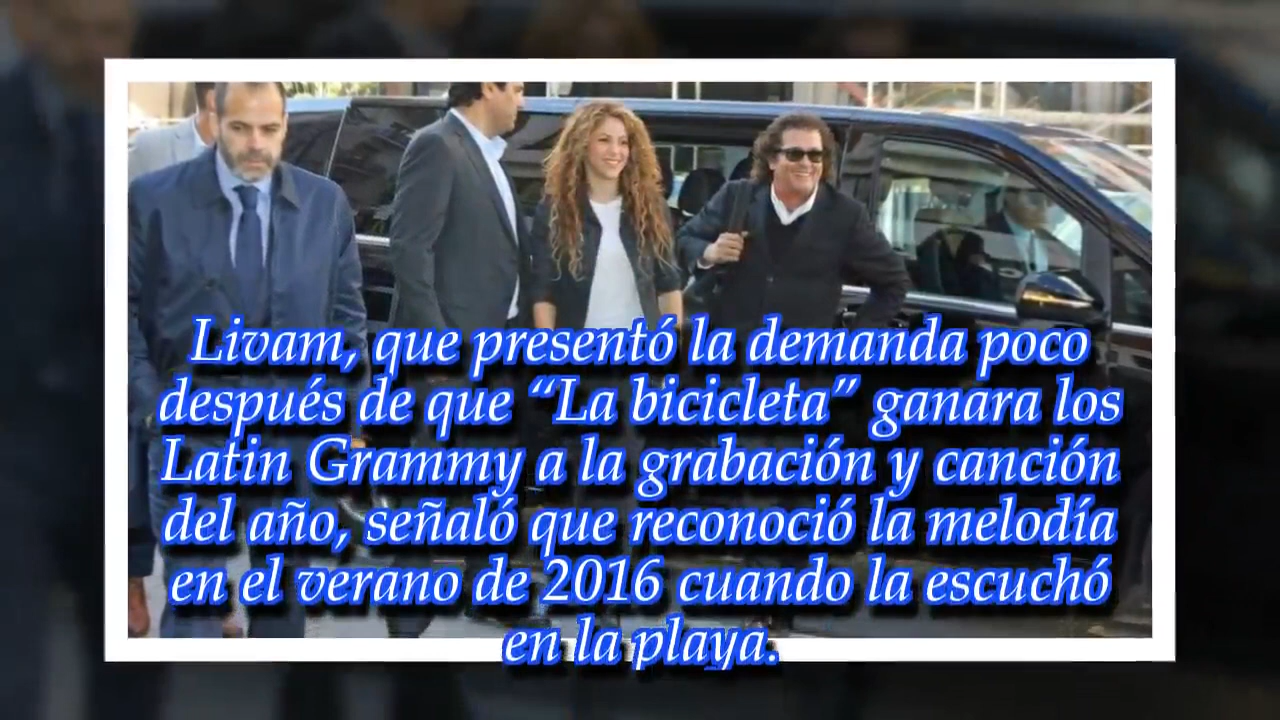 Livam, que presentó la demanda poco
después de que “La bicicleta” ganara los
Latin Grammy a la grabación y canción
del año, señaló que reconoció la melodía
en el verano de 2016 cuando la escuchó
en la playa.